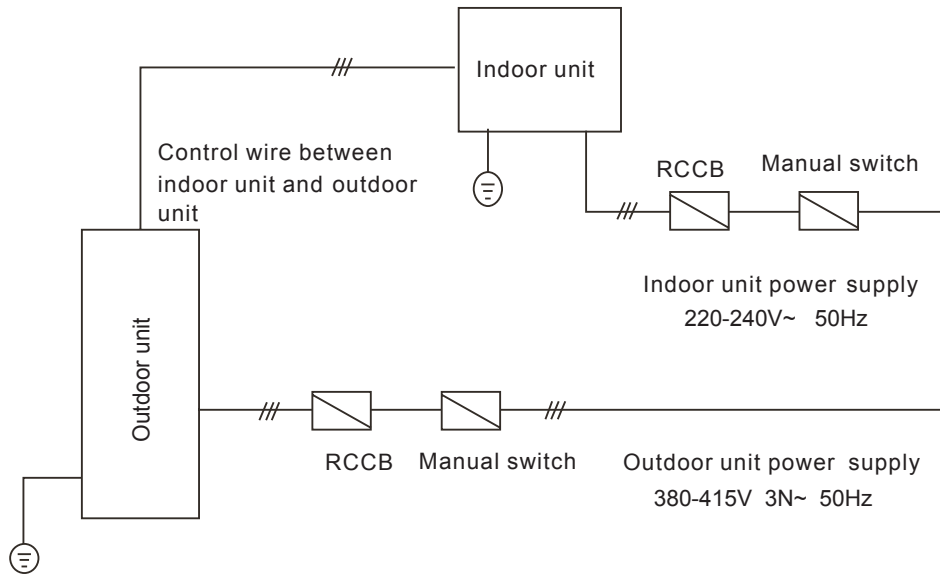 Indoor unit
Control wire between
indoor unit and outdoor
unit
RCCB
Manual switch
Indoor unit power supply
220-240V~ 50Hz
Outdoor unit
RCCB
Manual switch
Outdoor unit power supply
380-415V 3N~ 50Hz